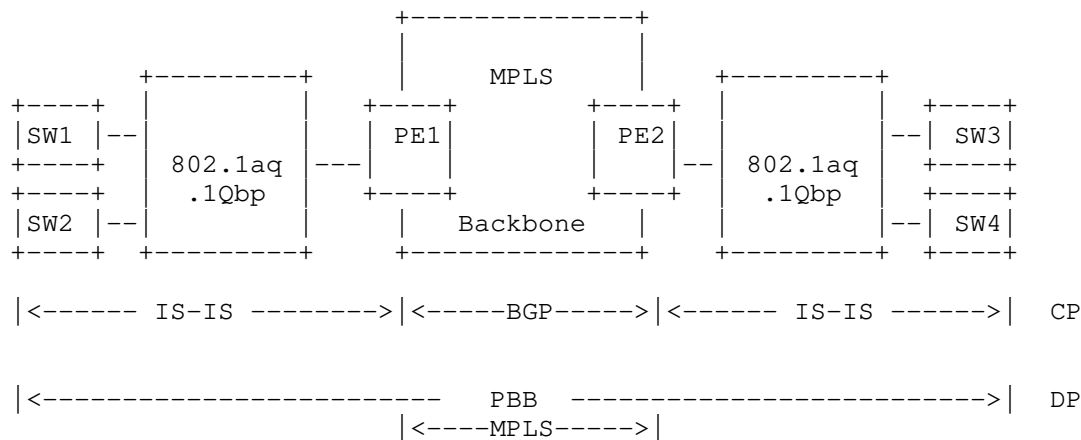 MPLS
SW1 PE1 PE2 SW3
802.1aq 802.1aq
.1Qbp .1Qbp
SW2 Backbone SW4
|<------ IS-IS -------->|<-----BGP----->|<------ IS-IS ------>| CP
|<------------------------- PBB -------------------------->| DP
|<----MPLS----->|